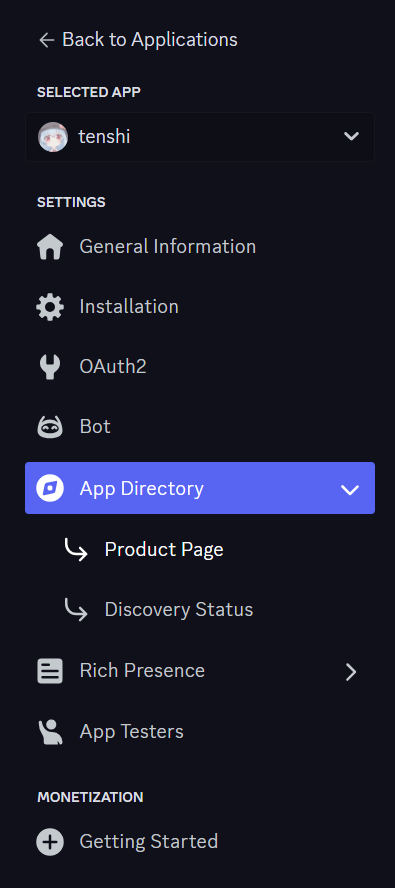 Back to Applications
SELECTED APP
tenshi
SETTINGS
General Information
Installation
OAuth2
Bot
App Directory
Product Page
Discovery Status
Rich Presence
App Testers
MONETIZATION
Getting Started